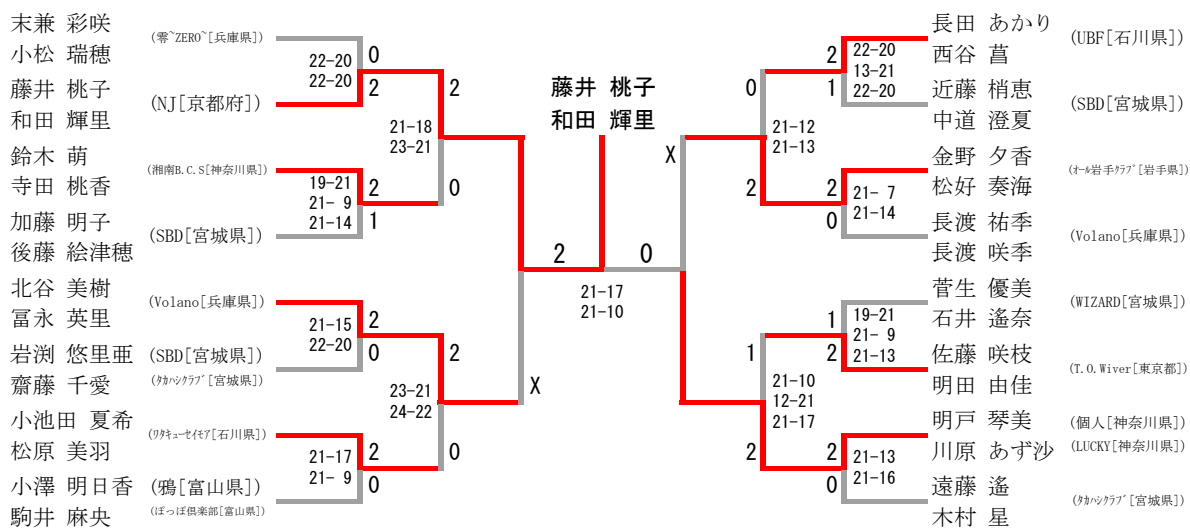 末兼 彩咲
小松 瑞穂
(零~ZERO~[兵庫県])
藤井 桃子
和田 輝里
(NJ[京都府])
鈴木 萌
寺田 桃香
(湘南B.C.S[神奈川県])
加藤 明子
後藤 絵津穂
(SBD[宮城県])
北谷 美樹
冨永 英里
(Volano[兵庫県])
岩渕 悠里亜
(SBD[宮城県])
齋藤 千愛
(タカハシクラブ[宮城県])
小池田 夏希
松原 美羽
(ワタキューセイモア[石川県])
小澤 明日香
(鴉[富山県])
駒井 麻央
(ぽっぽ倶楽部[富山県])
0
22-20
22-20
2
19-21
21- 9
21-14
2
1
21-15
22-20
2
0
21-17
21- 9
2
0
2
21-18
23-21
0
2
23-21
24-22
0
X
藤井 桃子
和田 輝里
2
0
21-17
21-10
X
0
21-12
21-13
2
1
21-10
12-21
21-17
2
2
22-20
13-21
22-20
1
2
21- 7
21-14
0
1
19-21
21- 9
21-13
2
2
21-13
21-16
0
長田 あかり
西谷 菖
(UBF[石川県])
近藤 梢恵
中道 澄夏
(SBD[宮城県])
金野 夕香
松好 奏海
(オール岩手クラブ[岩手県])
長渡 祐季
長渡 咲季
(Volano[兵庫県])
菅生 優美
石井 遙奈
(WIZARD[宮城県])
佐藤 咲枝
明田 由佳
(T.O.Wiver[東京都])
明戸 琴美
(個人[神奈川県])
川原 あず沙
(LUCKY[神奈川県])
遠藤 遙
木村 星
(タカハシクラブ[宮城県])